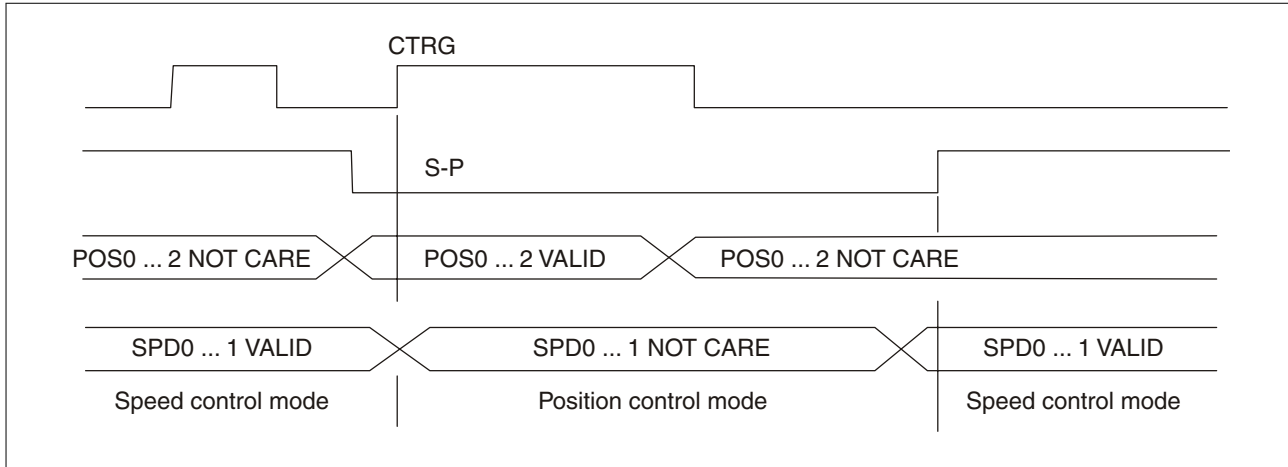 CTRG
S-P
POS0 ... 2 NOT CARE POS0 ... 2 VALID POS0 ... 2 NOT CARE
SPD0 ... 1 VALID SPD0 ... 1 NOT CARE SPD0 ... 1 VALID
Speed control mode Position control mode Speed control mode